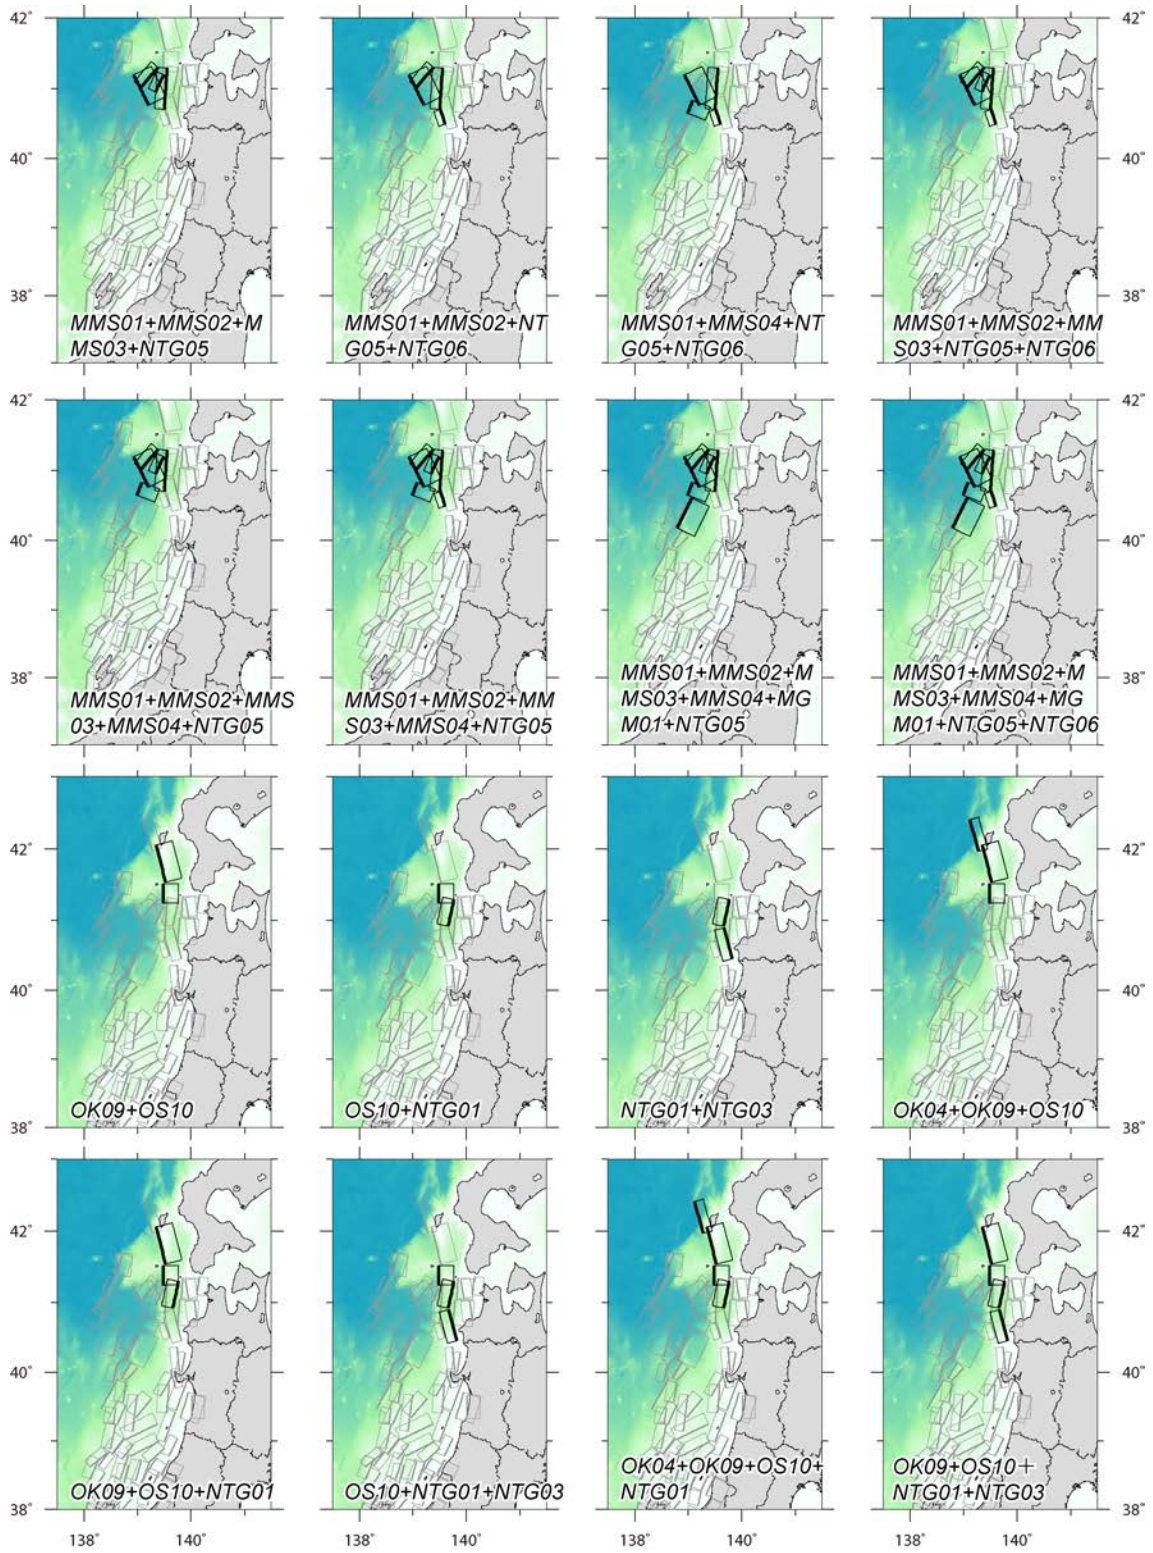 42° 42°
40° 40°
38° 38°
MMS01+MMS02+M
MS03+NTG05
MMS01+MMS02+NT
G05+NTG06
MMS01+MMS04+NT
G05+NTG06
MMS01+MMS02+MM
S03+NTG05+NTG06
42° 42°
40° 40°
38° 38°
MMS01+MMS02+MMS
03+MMS04+NTG05
MMS01+MMS02+MM
S03+MMS04+NTG05
MMS01+MMS02+M
MS03+MMS04+MG
M01+NTG05
MMS01+MMS02+M
MS03+MMS04+MG
M01+NTG05+NTG06
42° 42°
40° 40°
38° 38°
OK09+OS10
OS10+NTG01
NTG01+NTG03
OK04+OK09+OS10
42° 42°
40° 40°
38° 38°
OK09+OS10+NTG01
OS10+NTG01+NTG03
OK04+OK09+OS10+
NTG01
OK09+OS10+
NTG01+NTG03
138° 140° 138° 140° 138° 140° 138° 140°